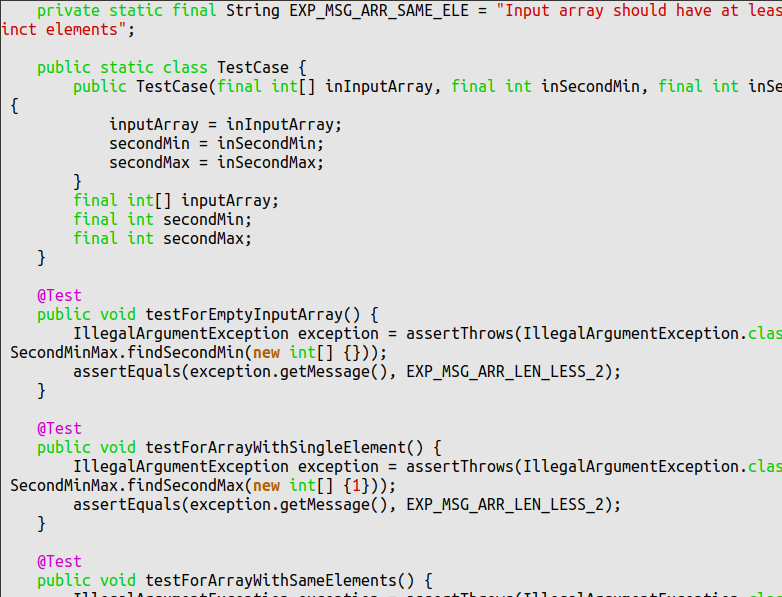 private static final String EXP_MSG_ARR_SAME_ELE = "Input array should have at
inct elements";
public static class TestCase {
public TestCase(final int[] inInputArray, final int inSecondMin, final int
{
inputArray = inInputArray;
secondMin = inSecondMin;
secondMax = inSecondMax;
}
final int[] inputArray;
final int secondMin;
final int secondMax;
}
@Test
public void testForEmptyInputArray() {
IllegalArgumentException exception = assertThrows(IllegalArgumentException.clas
SecondMinMax.findSecondMin(new int[] {}));
assertEquals(exception.getMessage(), EXP_MSG_ARR_LEN_LESS_2);
}
@Test
public void testForArrayWithSingleElement() {
IllegalArgumentException exception = assertThrows(IllegalArgumentException.clas
SecondMinMax.findSecondMax(new int[] {1}));
assertEquals(exception.getMessage(), EXP_MSG_ARR_LEN_LESS_2);
}
@Test
public void testForArrayWithSameElements() {